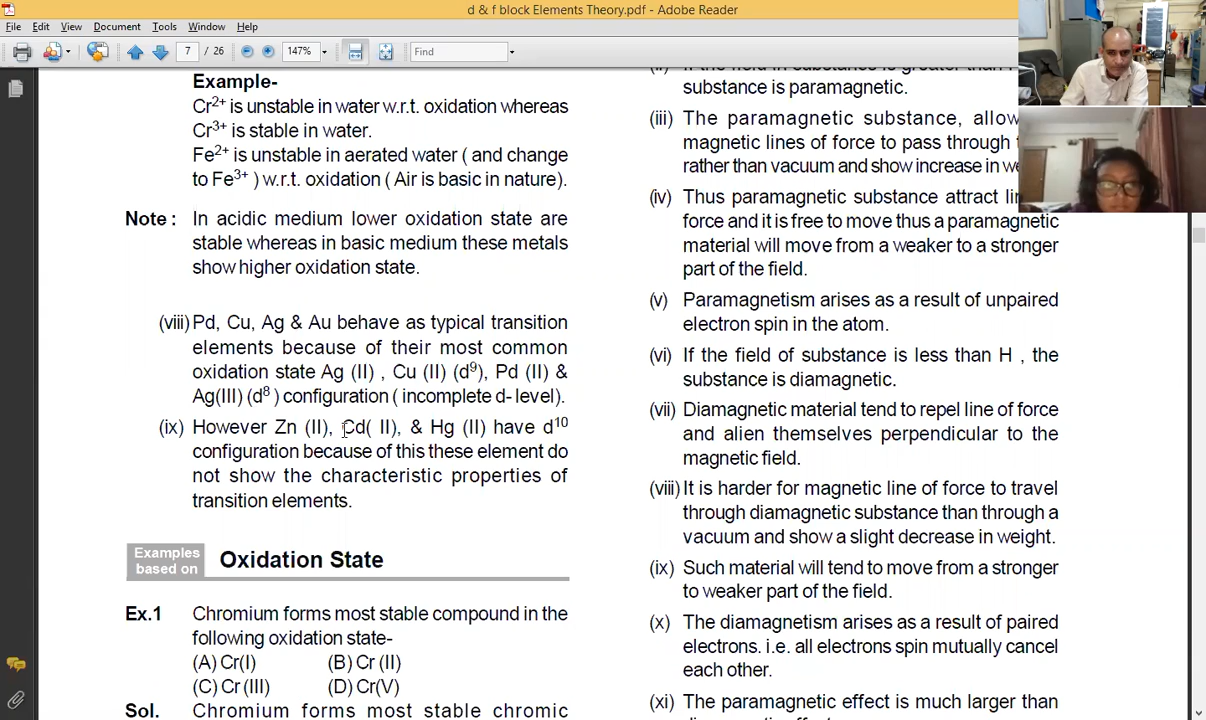 d & f block Elements Theory.pdf - Adobe Reader
File Edit View Document Tools Window Help
7 / 26 147% Find
Example-
Cr2+ is unstable in water w.r.t. oxidation whereas
Cr3+ is stable in water.
Fe2+ is unstable in aerated water ( and change
to Fe3+ ) w.r.t. oxidation ( Air is basic in nature).
Note : In acidic medium lower oxidation state are
stable whereas in basic medium these metals
show higher oxidation state.
(viii) Pd, Cu, Ag & Au behave as typical transition
elements because of their most common
oxidation state Ag (II) , Cu (II) (d9), Pd (II) &
Ag(III) (d8 ) configuration ( incomplete d- level).
(ix) However Zn (II), Cd( II), & Hg (II) have d10
configuration because of this these element do
not show the characteristic properties of
transition elements.
Examples
based on
Oxidation State
Ex.1 Chromium forms most stable compound in the
following oxidation state-
(A) Cr(I) (B) Cr (II)
(C) Cr (III) (D) Cr(V)
Sol. Chromium forms most stable chromic
substance is paramagnetic.
(iii) The paramagnetic substance, allow
magnetic lines of force to pass through
rather than vacuum and show increase in
(iv) Thus paramagnetic substance attract
force and it is free to move thus a paramagnetic
material will move from a weaker to a stronger
part of the field.
(v) Paramagnetism arises as a result of unpaired
electron spin in the atom.
(vi) If the field of substance is less than H , the
substance is diamagnetic.
(vii) Diamagnetic material tend to repel line of force
and alien themselves perpendicular to the
magnetic field.
(viii) It is harder for magnetic line of force to travel
through diamagnetic substance than through a
vacuum and show a slight decrease in weight.
(ix) Such material will tend to move from a stronger
to weaker part of the field.
(x) The diamagnetism arises as a result of paired
electrons. i.e. all electrons spin mutually cancel
each other.
(xi) The paramagnetic effect is much larger than